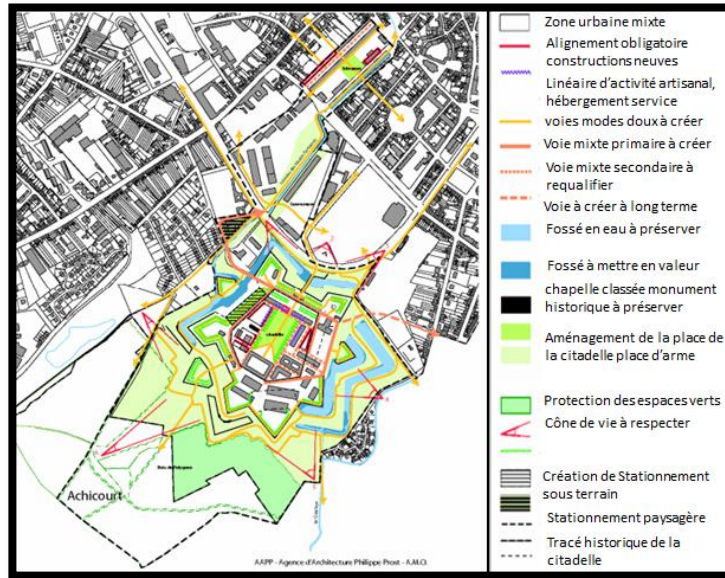 citadelle
Achicourt
AAPP - Agence d'Architecture Philippe Prost - A.M.O.
Zone urbaine mixte
Alignement obligatoire
constructions neuves
Linéaire d'activité artisanal,
hébergement service
voies modes doux à créer
Voie mixte primaire à créer
Voie mixte secondaire à
requalifier
Voie à créer à long terme
Fossé en eau à préserver
Fossé à mettre en valeur
chapelle classée monument
historique à préserver
Aménagement de la place de
la citadelle place d'arme
Protection des espaces verts
Cône de vie à respecter
Création de Stationnement
sous terrain
Stationnement paysagère
Tracé historique de la
citadelle